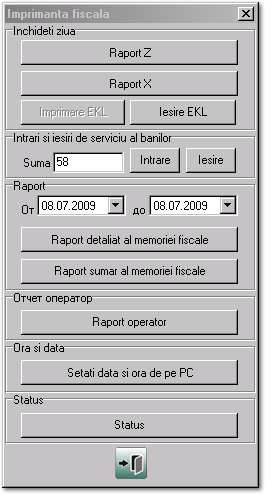 Imprimanta fiscala
Inchideti ziua
Raport Z
Raport X
Imprimare EKL Iesire EKL
Intrari si iesiri de serviciu al banilor
Suma 58 Intrare Iesire
Raport
От 08.07.2009 до 08.07.2009
Raport detaliat al memoriei fiscale
Raport sumar al memoriei fiscale
Отчет оператор
Raport operator
Ora si data
Setati data si ora de pe PC
Status
Status